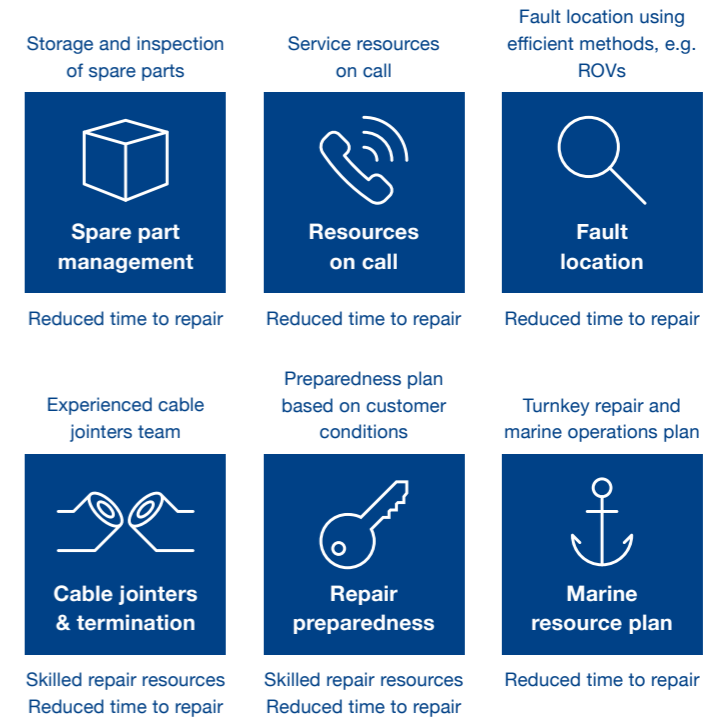 Storage and inspection
of spare parts
Spare part
management
Reduced time to repair
Service resources
on call
Resources
on call
Reduced time to repair
Fault location using
efficient methods, e.g.
ROVs
Fault
location
Reduced time to repair
Experienced cable
jointers team
Cable jointers
& termination
Skilled repair resources
Reduced time to repair
Preparedness plan
based on customer
conditions
Repair
preparedness
Skilled repair resources
Reduced time to repair
Turnkey repair and
marine operations plan
Marine
resource plan
Reduced time to repair